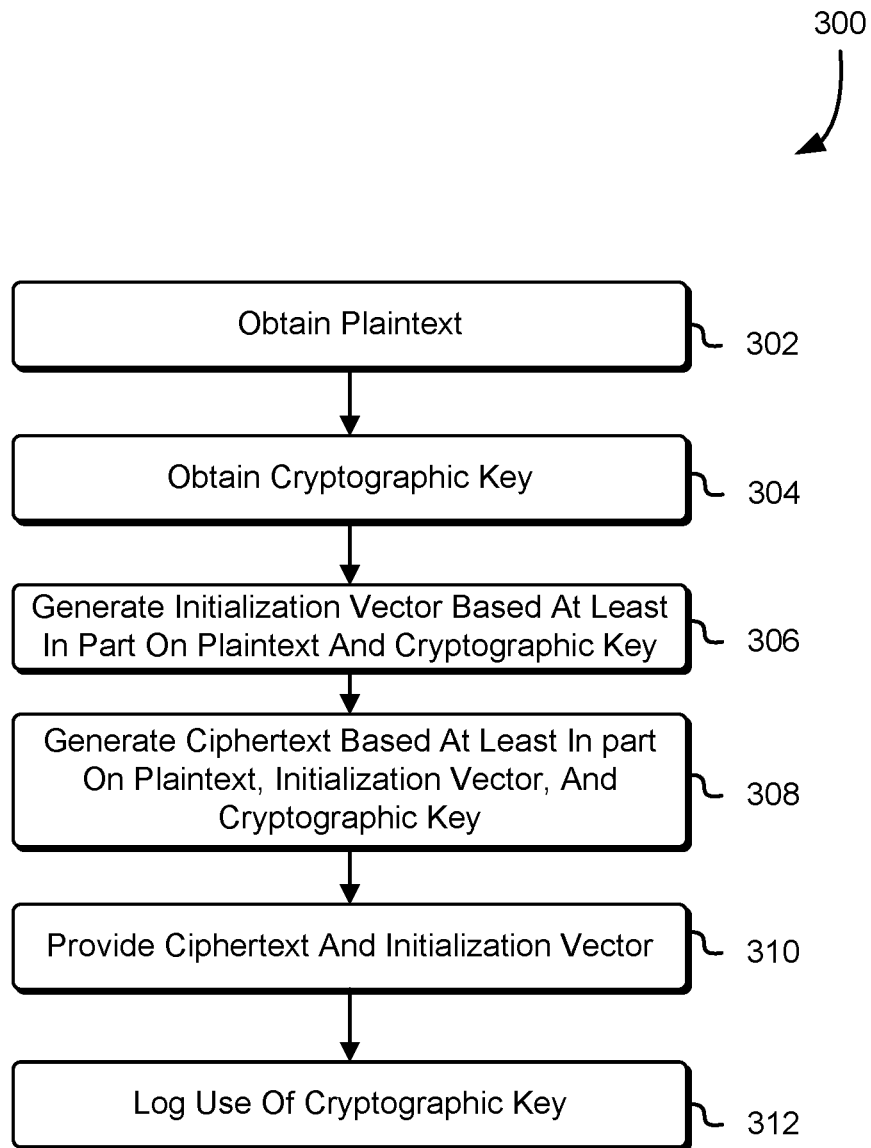 300
Obtain Plaintext
302
Obtain Cryptographic Key
304
Generate Initialization Vector Based At Least
In Part On Plaintext And Cryptographic Key
306
Generate Ciphertext Based At Least In part
On Plaintext, Initialization Vector, And
Cryptographic Key
308
Provide Ciphertext And Initialization Vector
310
Log Use Of Cryptographic Key
312